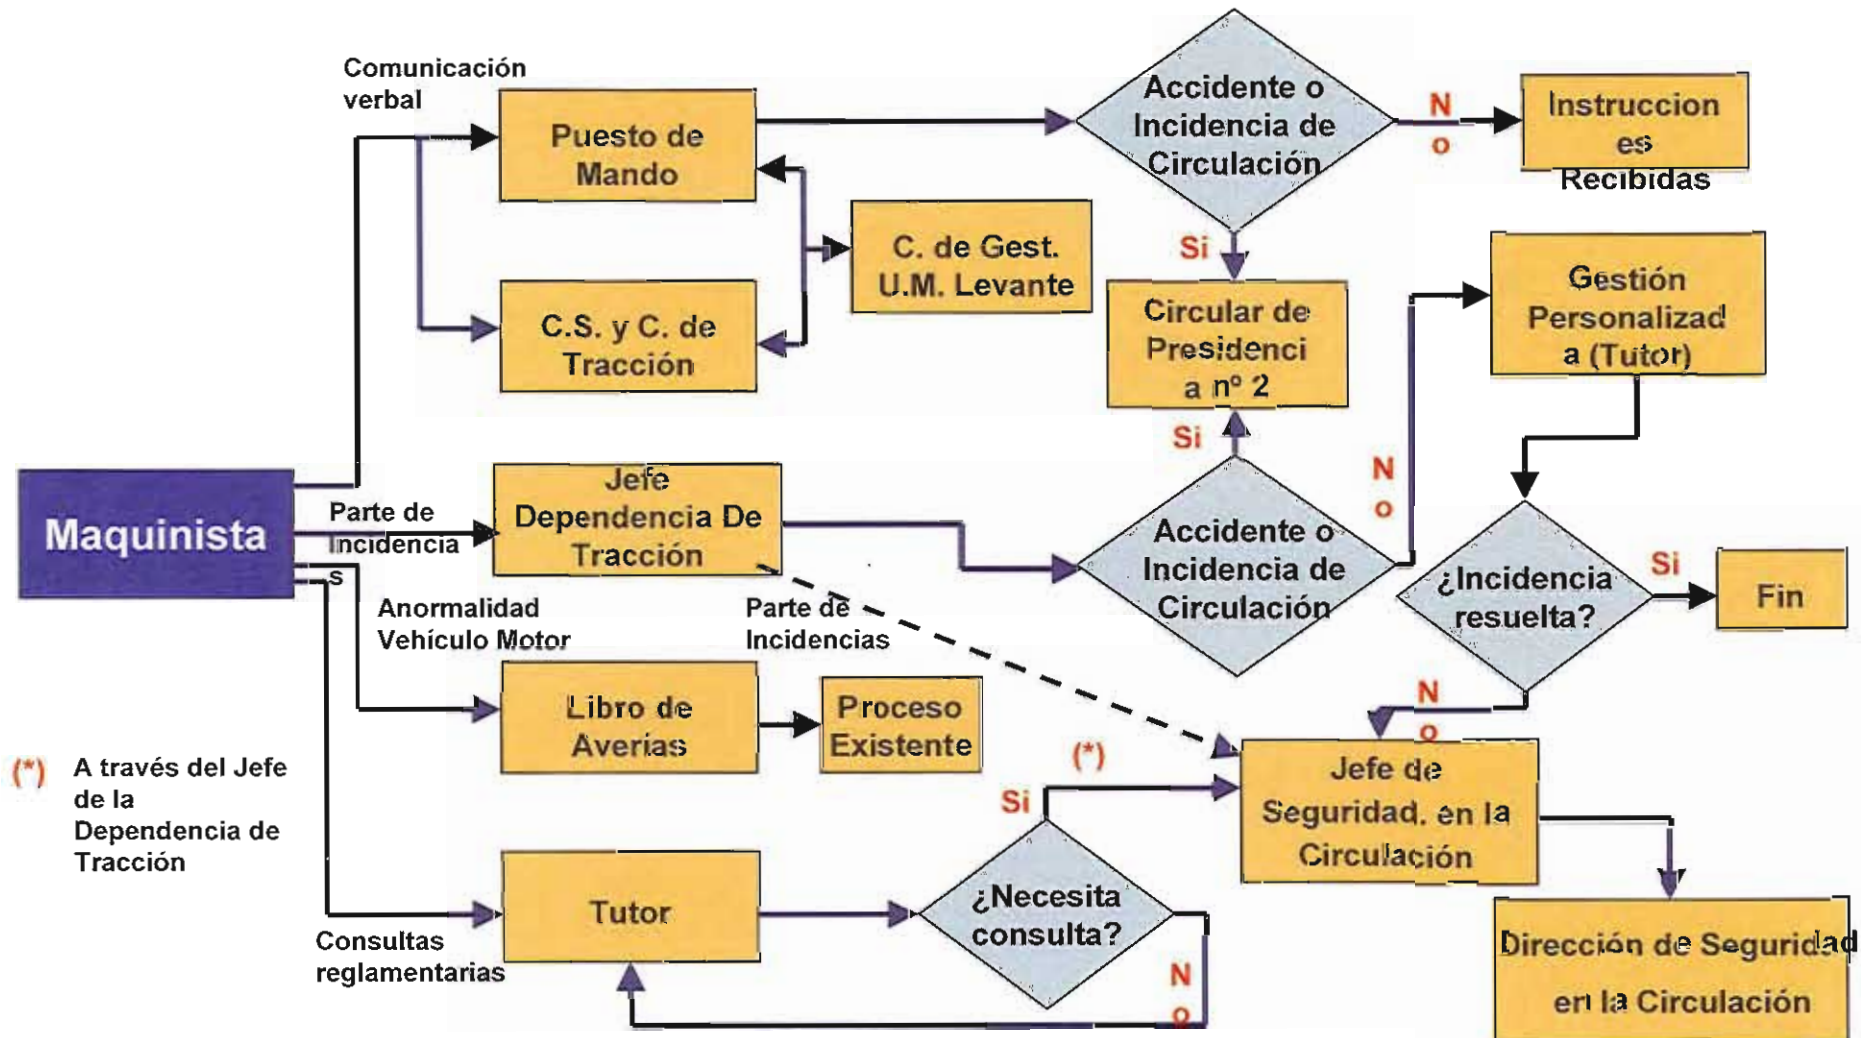 Comunicación
verbal
Puesto de
Mando
Accidente o
Incidencia de
Circulación
N
o
Instruccion
es
Recibidas
C. de Gest.
U.M. Levante
Si
C.S. y C. de
Tracción
Circular de
Presidenci
a nº 2
Gestión
Personalizad
a (Tutor)
Maquinista
Parte de
Incidencia
s
Jefe
Dependencia De
Tracción
Si
Accidente o
Incidencia de
Circulación
N
o
¿Incidencia
resuelta?
Si
Fin
Anormalidad
Vehículo Motor
Parte de
Incidencias
Libro de
Averías
Proceso
Existente
N
o
(*) A través del Jefe
de la
Dependencia de
Tracción
Si
(*)
Jefe de
Seguridad. en la
Circulación
Consultas
reglamentarias
Tutor
¿Necesita
consulta?
N
o
Dirección de Seguridad
en la Circulación